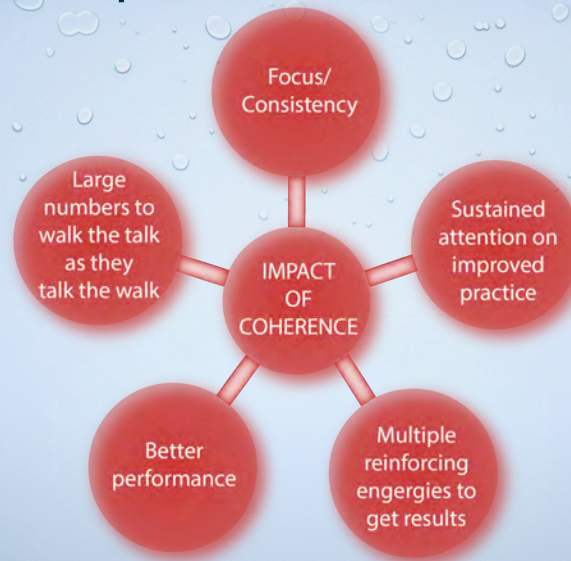 Focus/
Consistency
Sustained
attention on
improved
practice
Multiple
reinforcing
engergies to
get results
Better
performance
Large
numbers to
walk the talk
as they
talk the walk
IMPACT
OF
COHERENCE